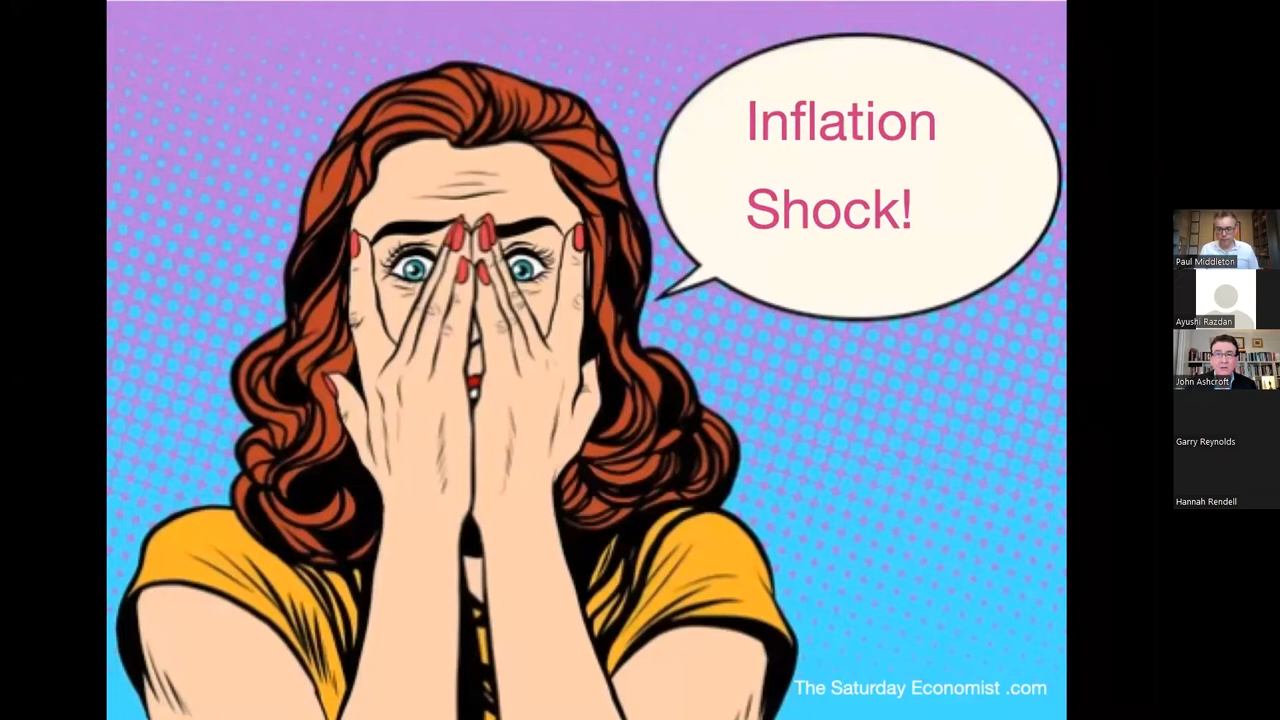 Inflation
Shock!
The Saturday Economist .com
Paul Middleton
Ayushi Razdan
John Ashcroft
Garry Reynolds
Hannah Rendell